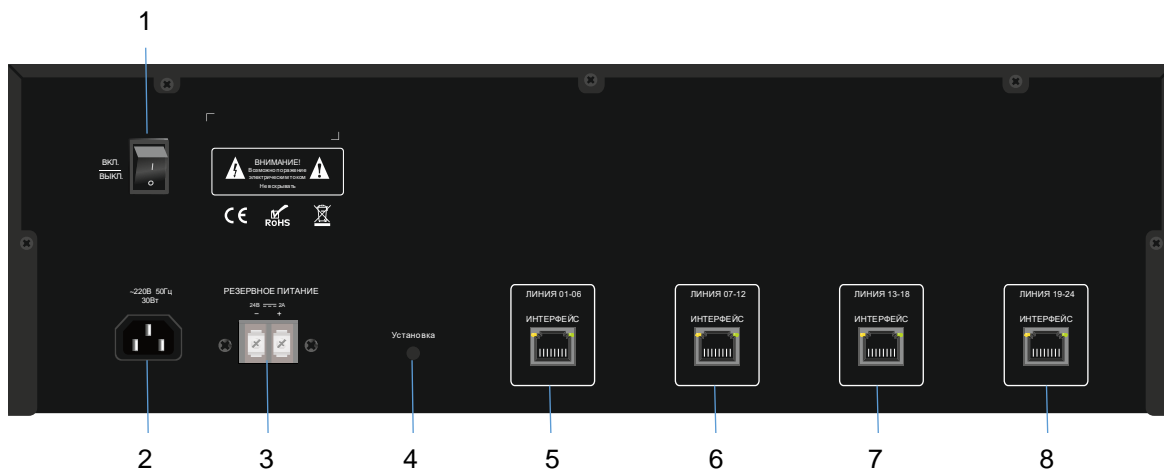 1
ВКЛ.
ВЫКЛ.
I
O
ВНИМАНИЕ!
Возможно поражение
электрическим током
Не вскрывать
CE
RoHS
~220В 50Гц
30Вт
РЕЗЕРВНОЕ ПИТАНИЕ
24В 2А
− +
Установка
ЛИНИЯ 01-06
ИНТЕРФЕЙС
ЛИНИЯ 07-12
ИНТЕРФЕЙС
ЛИНИЯ 13-18
ИНТЕРФЕЙС
ЛИНИЯ 19-24
ИНТЕРФЕЙС
2 3 4 5 6 7 8